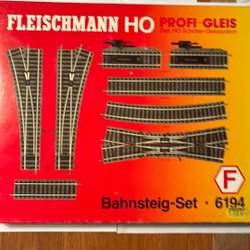 FLEISCHMANN HO
PROFI-GLEIS
Das HO Schotter-Gleissystem
F
Bahnsteig-Set · 6194